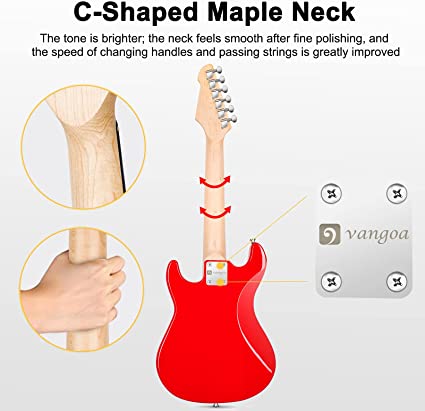 C-Shaped Maple Neck
The tone is brighter; the neck feels smooth after fine polishing, and
the speed of changing handles and passing strings is greatly improved
vangoa